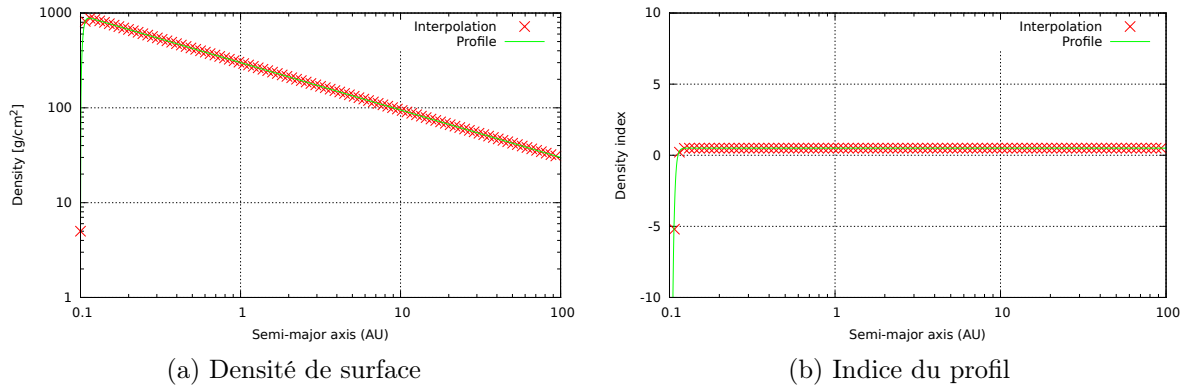 1000
100
10
1
0.1
1
10
100
Density [g/cm²]
Semi-major axis (AU)
Interpolation
Profile
(a) Densité de surface
10
5
0
-5
-10
0.1
1
10
100
Density index
Semi-major axis (AU)
Interpolation
Profile
(b) Indice du profil